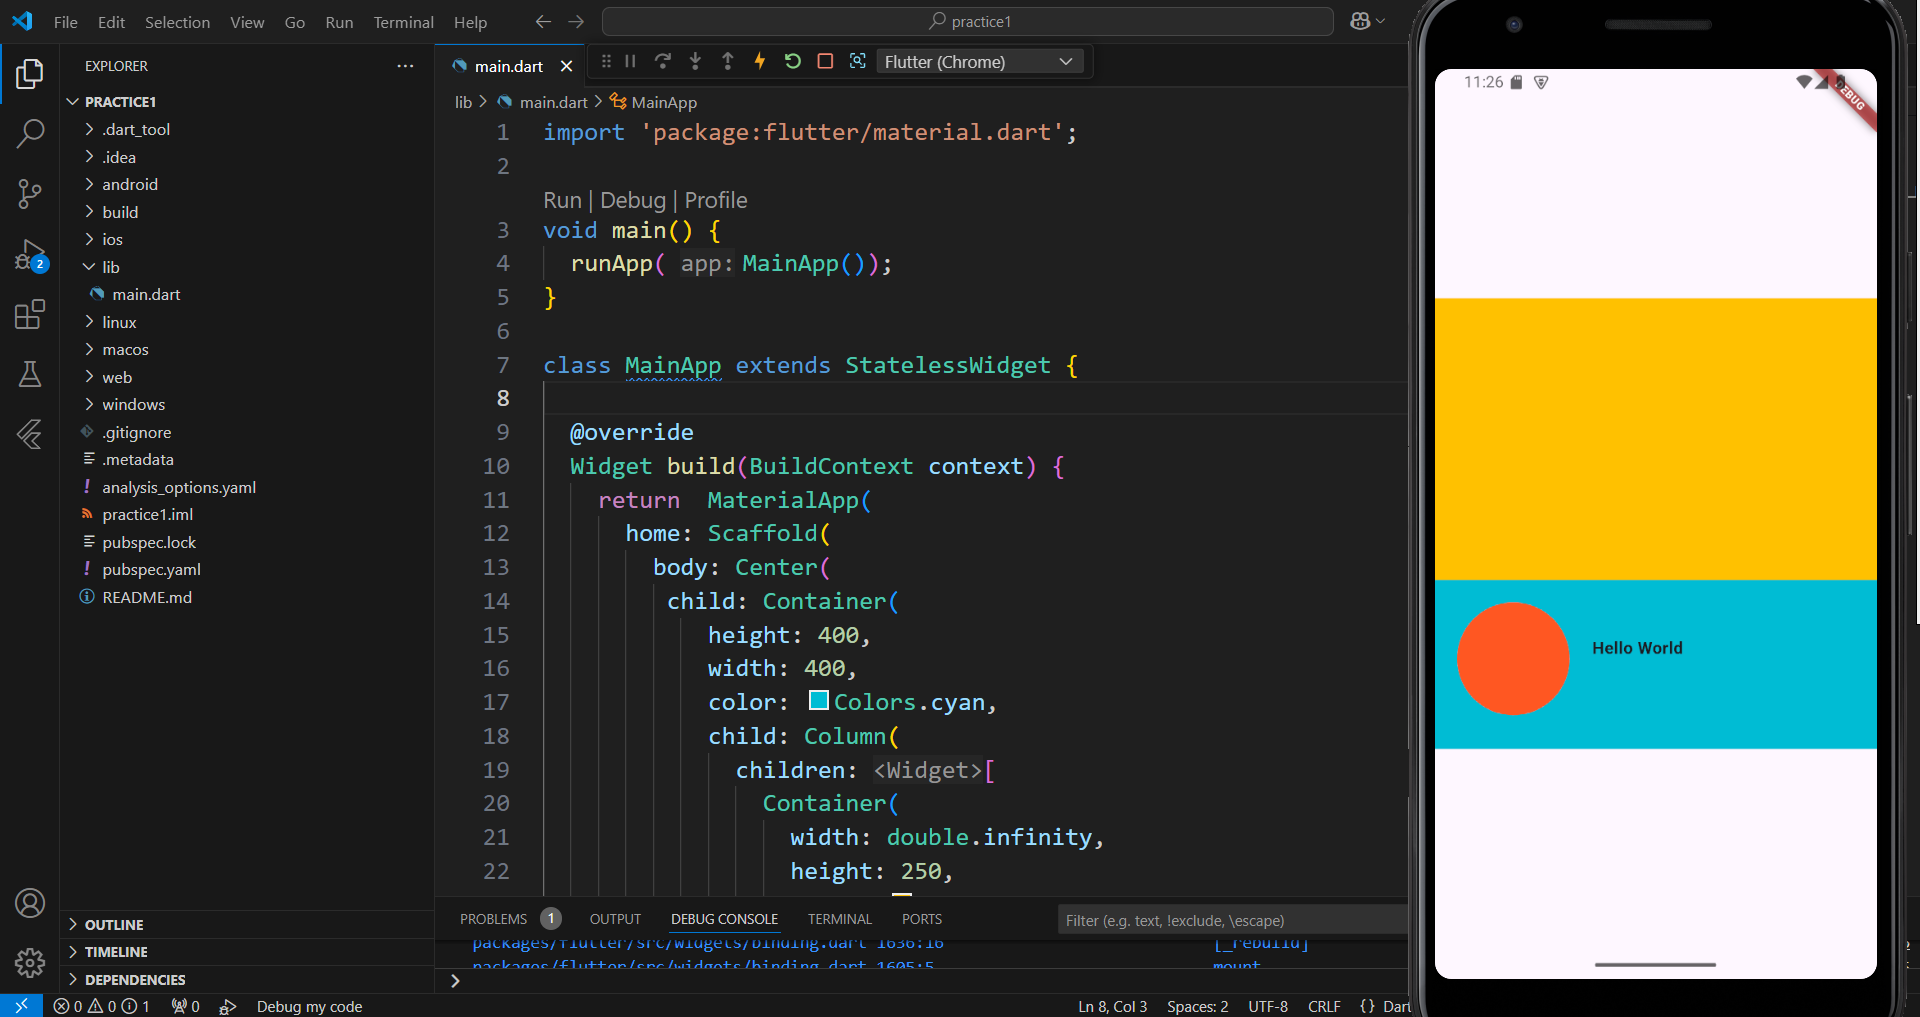 File Edit Selection View Go Run Terminal Help
practice1
EXPLORER
PRACTICE1
.dart_tool
.idea
android
build
ios
lib
main.dart
linux
macos
web
windows
.gitignore
.metadata
analysis_options.yaml
practice1.iml
pubspec.lock
pubspec.yaml
README.md
OUTLINE
TIMELINE
DEPENDENCIES
2
main.dart
Flutter (Chrome)
lib > main.dart > MainApp
1 import 'package:flutter/material.dart';
2
Run | Debug | Profile
3 void main() {
4 runApp( app: MainApp());
5 }
6
7 class MainApp extends StatelessWidget {
8
9 @override
10 Widget build(BuildContext context) {
11 return MaterialApp(
12 home: Scaffold(
13 body: Center(
14 child: Container(
15 height: 400,
16 width: 400,
17 color: Colors.cyan,
18 child: Column(
19 children: <Widget>[
20 Container(
21 width: double.infinity,
22 height: 250,
PROBLEMS 1 OUTPUT DEBUG CONSOLE TERMINAL PORTS
Filter (e.g. text, !exclude, \escape)
packages/flutter/src/widgets/binding.dart 1636:16 [_rebuild]
packages/flutter/src/widgets/binding.dart 1605:5 mount
>
0 0 1 0 Debug my code
Ln 8, Col 3 Spaces: 2 UTF-8 CRLF {} Dart
11:26
DEBUG
Hello World